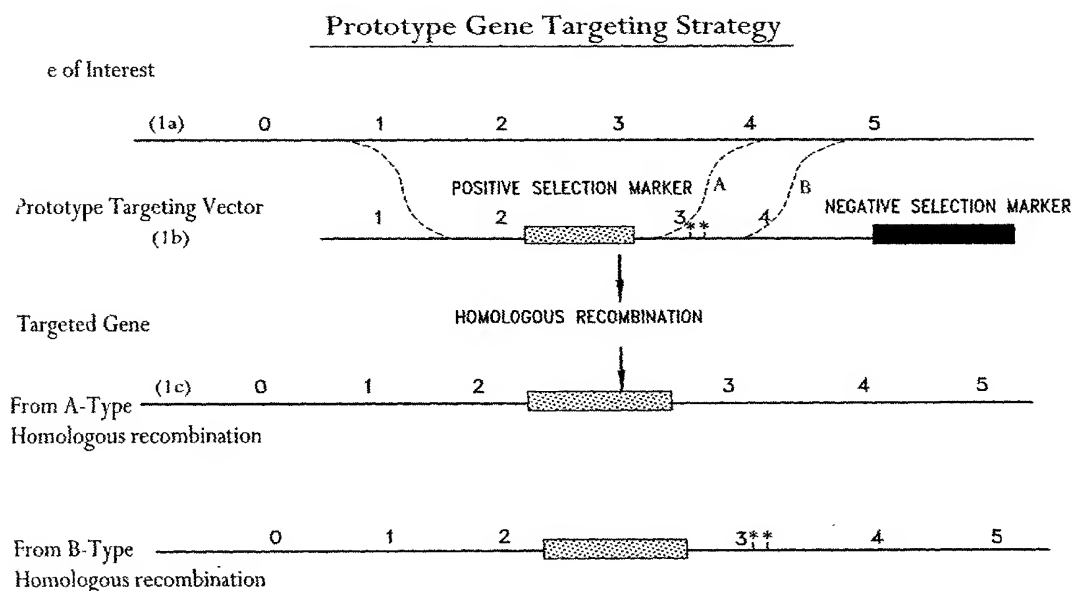 Prototype Gene Targeting Strategy
e of Interest
(1a) 0 1 2 3 4 5
POSITIVE SELECTION MARKER A B
Prototype Targeting Vector 1 2 3** 4 NEGATIVE SELECTION MARKER
(1b)
HOMOLOGOUS RECOMBINATION
Targeted Gene
(1c) 0 1 2 3 4 5
From A-Type
Homologous recombination
0 1 2 3** 4 5
From B-Type
Homologous recombination